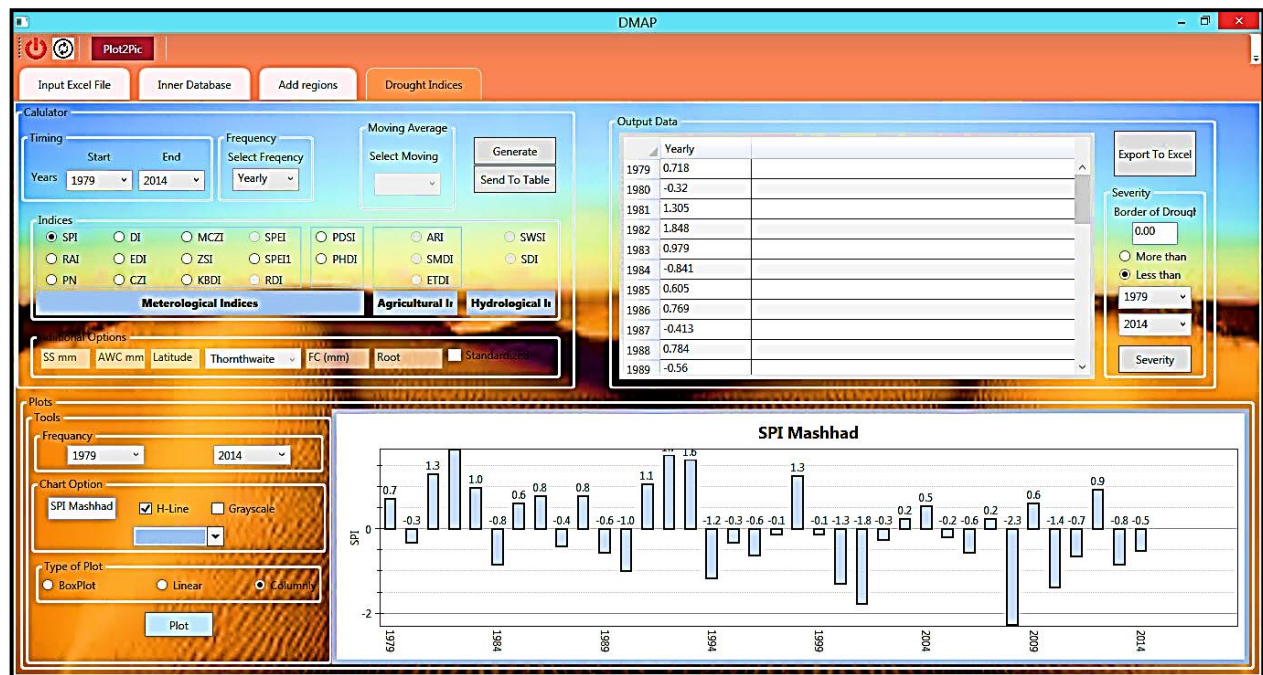 DMAP
Plot2Pic
Input Excel File
Inner Database
Add regions
Drought Indices
Calulator
Timing
Start End
Years 1979 2014
Frequency
Select Freqency
Yearly
Moving Average
Select Moving
Generate
Send To Table
Indices
SPI DI MCZI SPEI PDSI ARI SWSI
RAI EDI ZSI SPEI1 PHDI SMDI SDI
PN CZI KBDI RDI ETDI
Meterological Indices Agricultural Ir Hydrological Ir
Options
SS mm AWC mm Latitude Thornthwaite FC (mm) Root Standardized
Output Data
Yearly
1979 0.718
1980 -0.32
1981 1.305
1982 1.848
1983 0.979
1984 -0.841
1985 0.605
1986 0.769
1987 -0.413
1988 0.784
1989 -0.56
Export To Excel
Severity
Border of Drougt
0.00
More than
Less than
1979
2014
Severity
Plots
Tools
Frequancy
1979 2014
Chart Option
SPI Mashhad H-Line Grayscale
Type of Plot
BoxPlot Linear Columnly
Plot
SPI Mashhad
0.7 -0.3 1.3 1.0 -0.8 0.6 0.8 -0.4 0.8 -0.6 -1.0 1.1 1.6 -1.2 -0.3 -0.6 -0.1 1.3 -0.1 -1.3 -1.8 -0.3 0.2 0.5 -0.2 -0.6 0.2 -2.3 0.6 -1.4 -0.7 0.9 -0.8 -0.5
SPI
0
-2
1979 1984 1989 1994 1999 2004 2009 2014